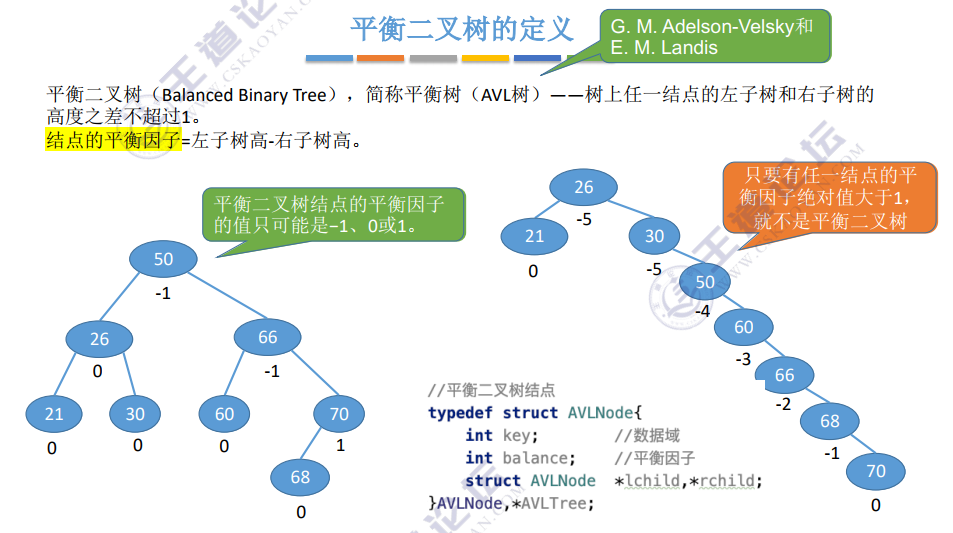 平衡二叉树的定义
G. M. Adelson-Velsky和
E. M. Landis
平衡二叉树（Balanced Binary Tree），简称平衡树（AVL树）——树上任一结点的左子树和右子树的
高度之差不超过1。
结点的平衡因子=左子树高-右子树高。
平衡二叉树结点的平衡因子
的值只可能是−1、0或1。
50
-1
26
0
66
-1
21
0
30
0
60
0
70
1
68
0
只要有任一结点的平
衡因子绝对值大于1，
就不是平衡二叉树
26
-5
21
0
30
-5
50
-4
60
-3
66
-2
68
-1
70
0
//平衡二叉树结点
typedef struct AVLNode{
int key; //数据域
int balance; //平衡因子
struct AVLNode *lchild,*rchild;
}AVLNode,*AVLTree;
王道论坛
WWW.CSKAOYAN.COM
王道论坛
WWW.CSKAOYAN.COM